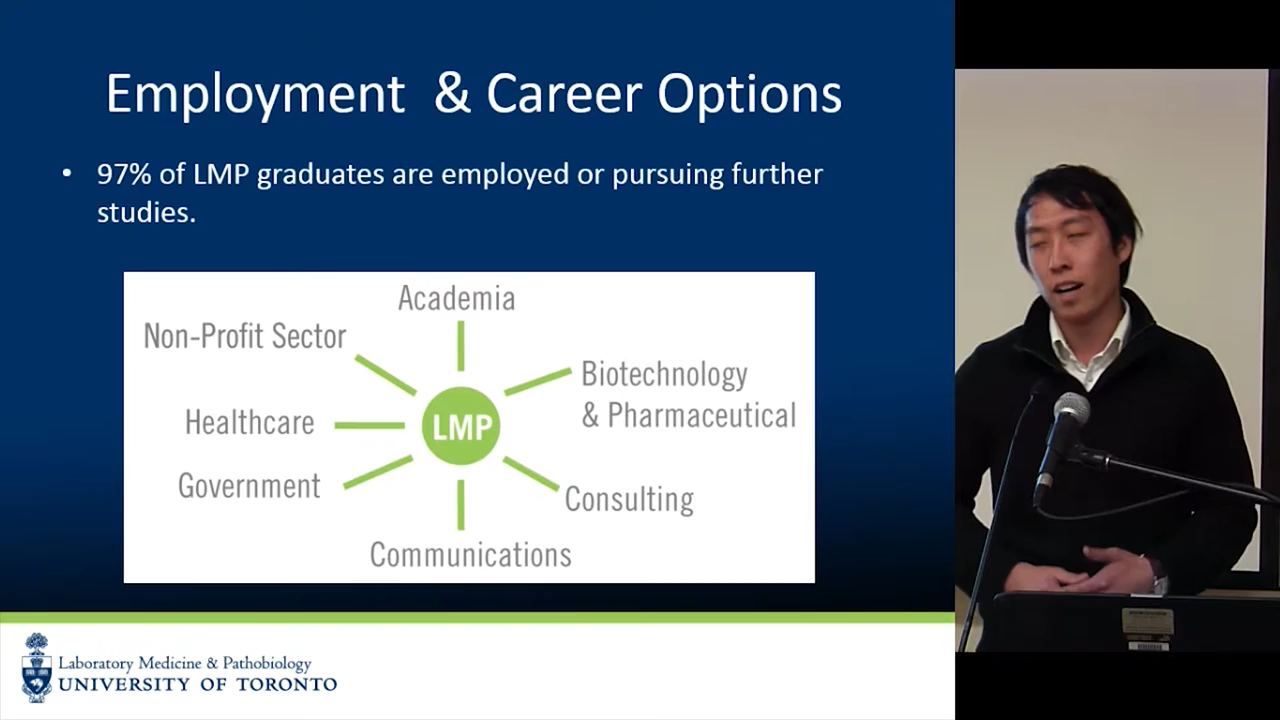 Employment & Career Options
• 97% of LMP graduates are employed or pursuing further
studies.
Academia
Non-Profit Sector
Biotechnology
& Pharmaceutical
Healthcare
LMP
Government
Consulting
Communications
Laboratory Medicine & Pathobiology
UNIVERSITY OF TORONTO